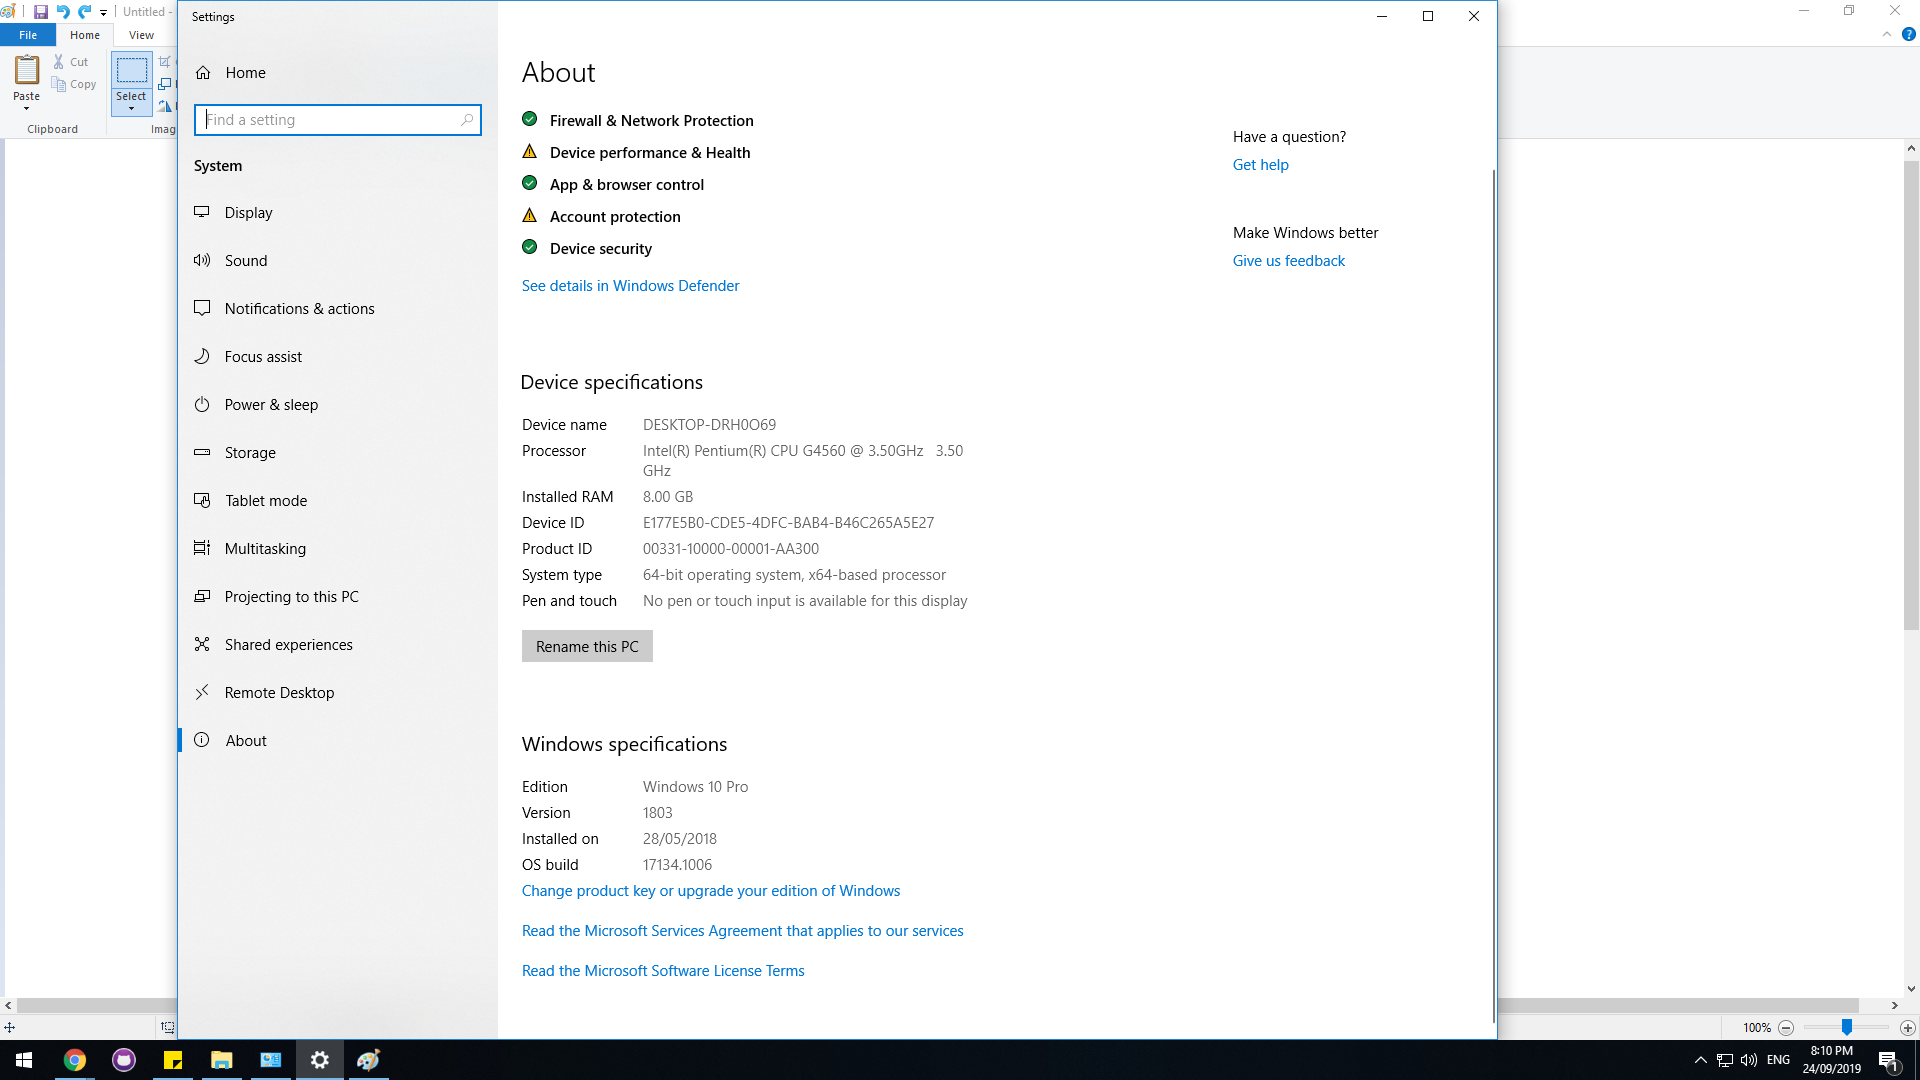 Untitled -
Settings
File
Home
View
Paste
Cut
Copy
Select
Clipboard
Imag
Home
Find a setting
System
Display
Sound
Notifications & actions
Focus assist
Power & sleep
Storage
Tablet mode
Multitasking
Projecting to this PC
Shared experiences
Remote Desktop
About
About
Firewall & Network Protection
Device performance & Health
App & browser control
Account protection
Device security
See details in Windows Defender
Device specifications
Device name DESKTOP-DRH0O69
Processor Intel(R) Pentium(R) CPU G4560 @ 3.50GHz 3.50
GHz
Installed RAM 8.00 GB
Device ID E177E5B0-CDE5-4DFC-BAB4-B46C265A5E27
Product ID 00331-10000-00001-AA300
System type 64-bit operating system, x64-based processor
Pen and touch No pen or touch input is available for this display
Rename this PC
Windows specifications
Edition Windows 10 Pro
Version 1803
Installed on 28/05/2018
OS build 17134.1006
Change product key or upgrade your edition of Windows
Read the Microsoft Services Agreement that applies to our services
Read the Microsoft Software License Terms
Have a question?
Get help
Make Windows better
Give us feedback
100%
ENG
8:10 PM
24/09/2019
1